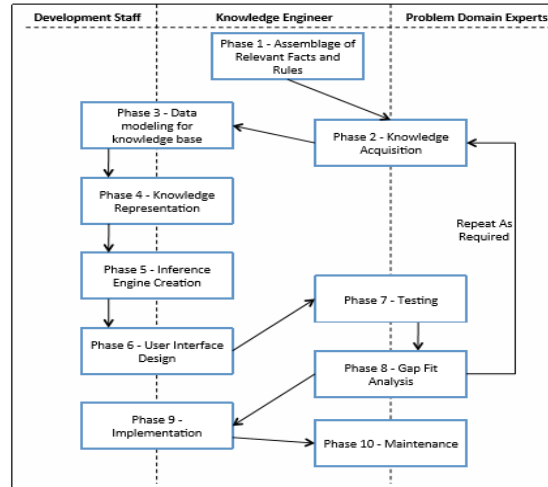 Development Staff
Knowledge Engineer
Problem Domain Experts
Phase 1 - Assemblage of
Relevant Facts and
Rules
Phase 3 - Data
modeling for
knowledge base
Phase 2 - Knowledge
Acquisition
Phase 4 - Knowledge
Representation
Repeat As
Required
Phase 5 - Inference
Engine Creation
Phase 7 - Testing
Phase 6 - User Interface
Design
Phase 8 - Gap Fit
Analysis
Phase 9 -
Implementation
Phase 10 - Maintenance